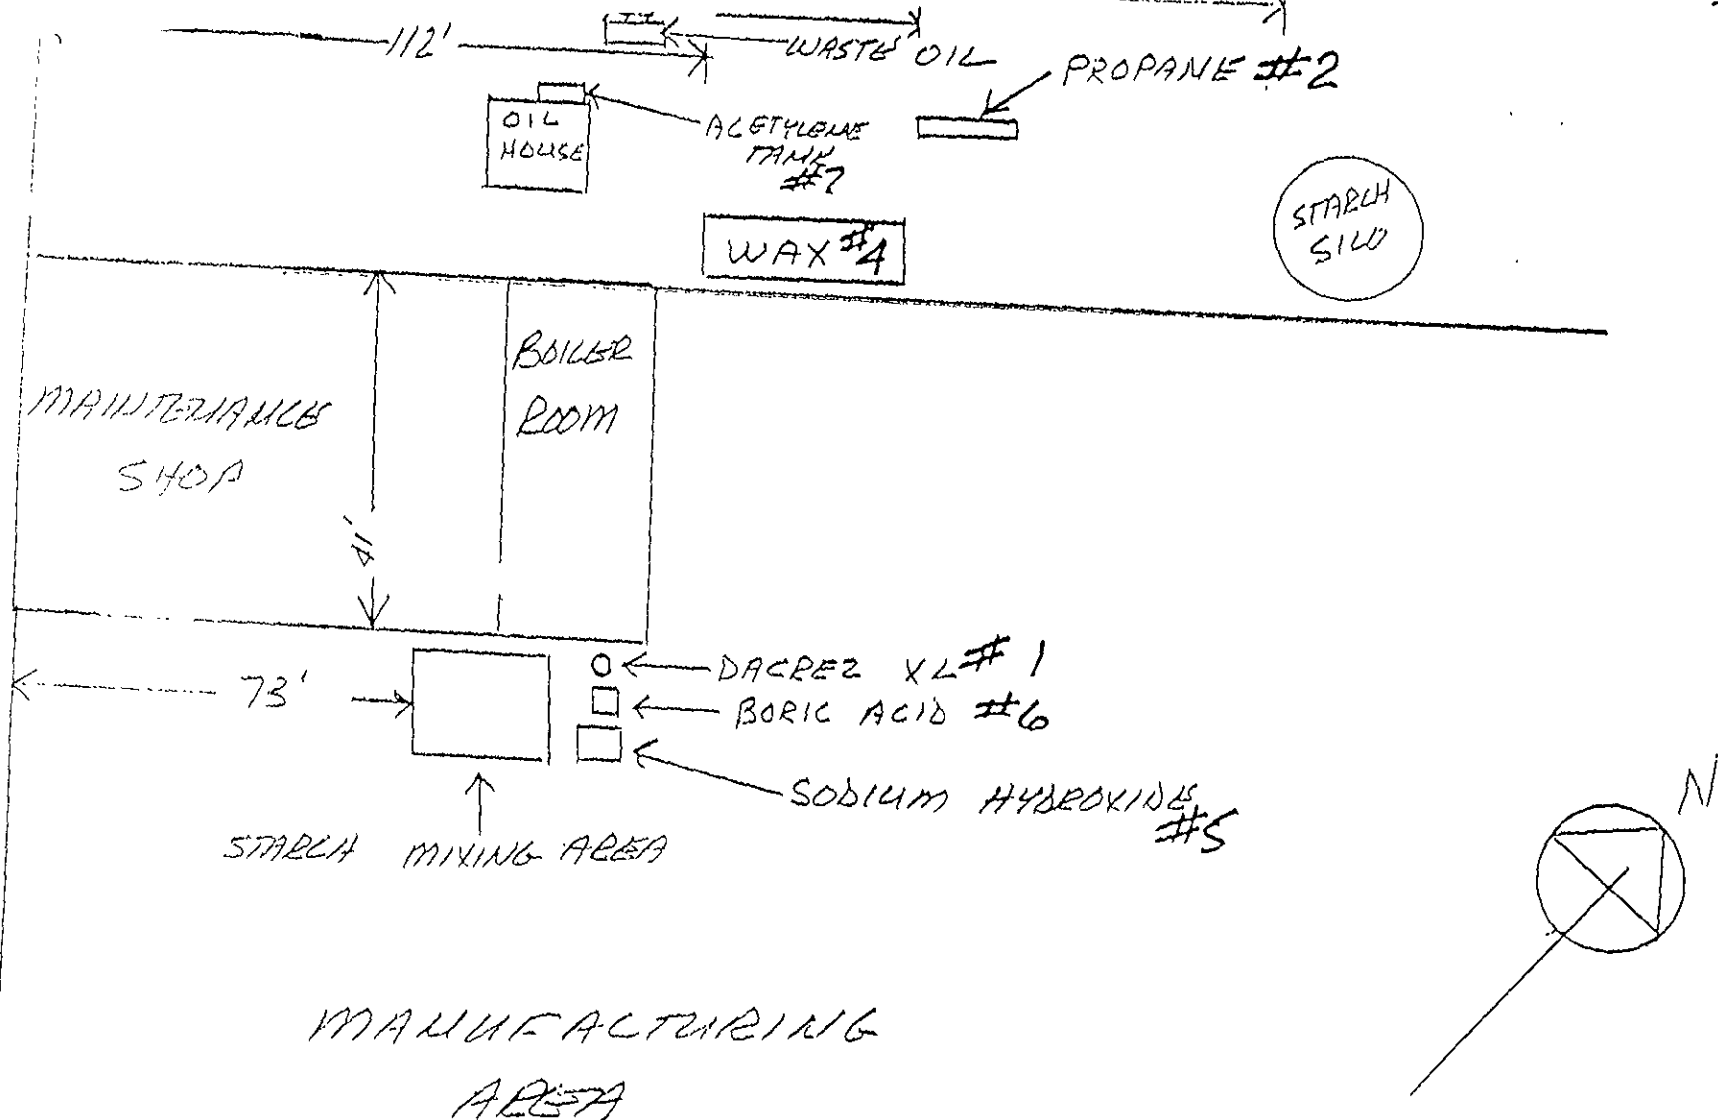 112'
WASTE OIL
PROPANE #2
OIL
HOUSE
ACETYLENE
TANK
#7
WAX #4
STARCH
SILO
BOILER
ROOM
MAINTENANCE
SHOP
41'
73'
DACREZ XL #1
BORIC ACID #6
SODIUM HYDROXIDE
#5
STARCH MIXING AREA
N
MANUFACTURING
AREA